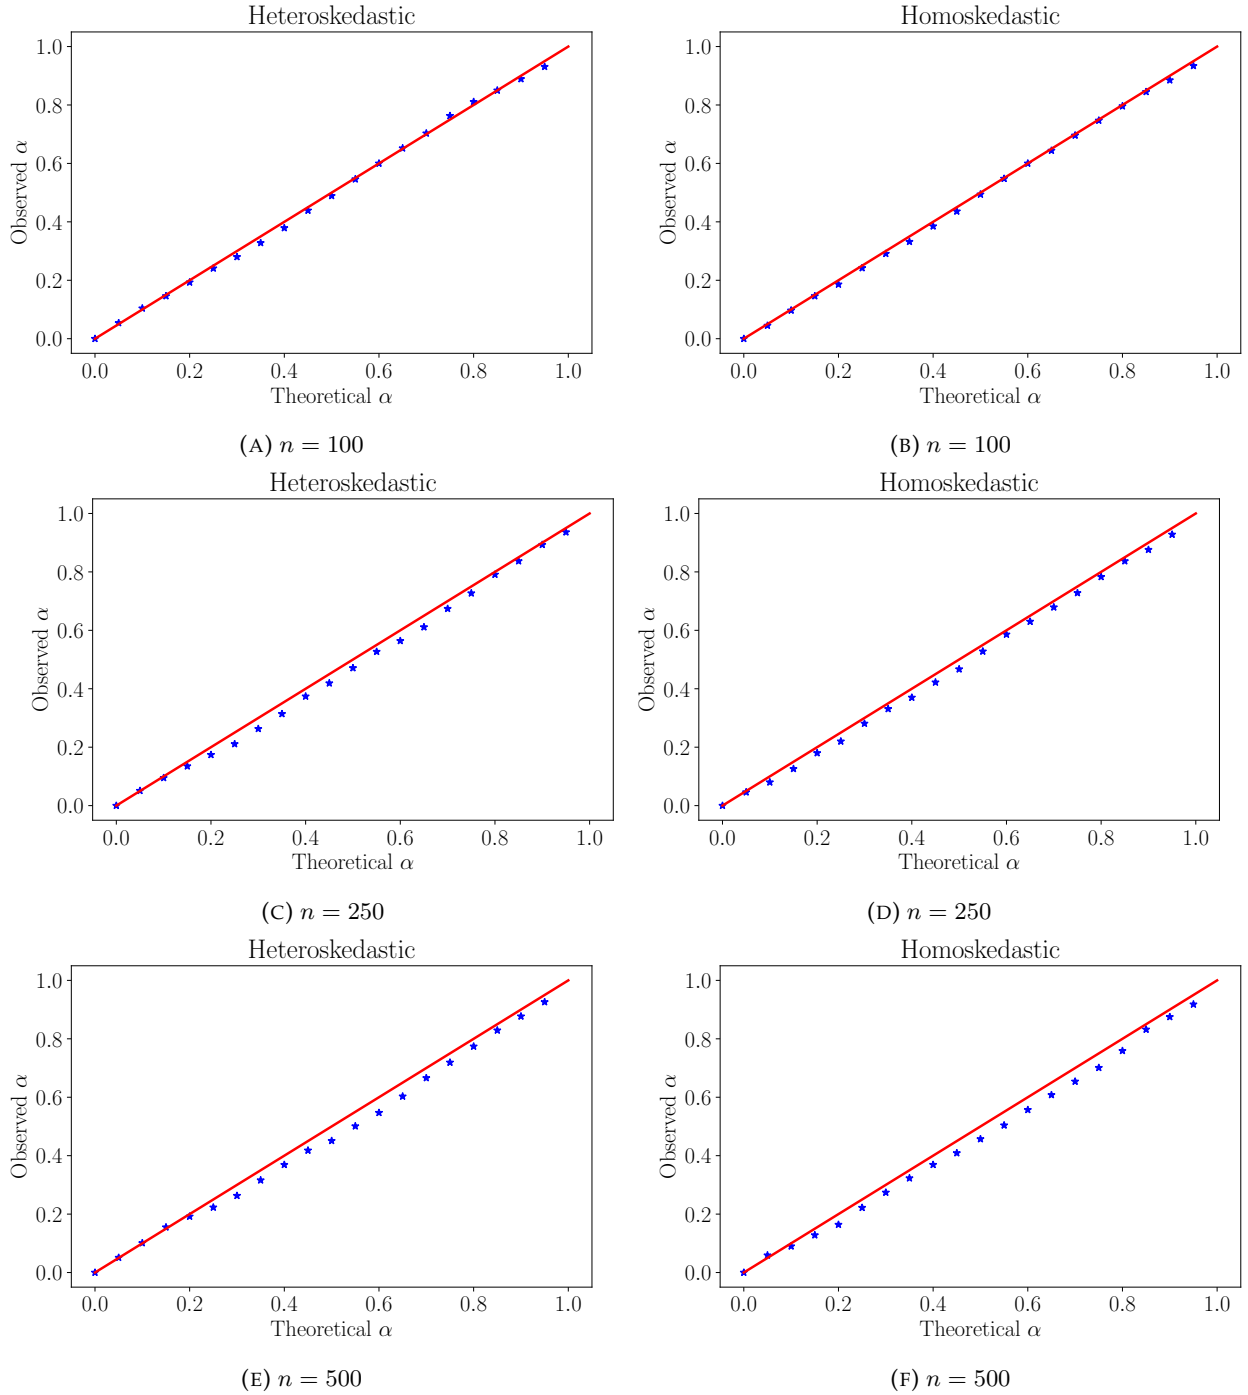 Heteroskedastic
1.0
0.8
0.6
0.4
0.2
0.0
Observed α
0.0 0.2 0.4 0.6 0.8 1.0
Theoretical α
(A) n = 100
Homoskedastic
1.0
0.8
0.6
0.4
0.2
0.0
Observed α
0.0 0.2 0.4 0.6 0.8 1.0
Theoretical α
(B) n = 100
Heteroskedastic
1.0
0.8
0.6
0.4
0.2
0.0
Observed α
0.0 0.2 0.4 0.6 0.8 1.0
Theoretical α
(C) n = 250
Homoskedastic
1.0
0.8
0.6
0.4
0.2
0.0
Observed α
0.0 0.2 0.4 0.6 0.8 1.0
Theoretical α
(D) n = 250
Heteroskedastic
1.0
0.8
0.6
0.4
0.2
0.0
Observed α
0.0 0.2 0.4 0.6 0.8 1.0
Theoretical α
(E) n = 500
Homoskedastic
1.0
0.8
0.6
0.4
0.2
0.0
Observed α
0.0 0.2 0.4 0.6 0.8 1.0
Theoretical α
(F) n = 500